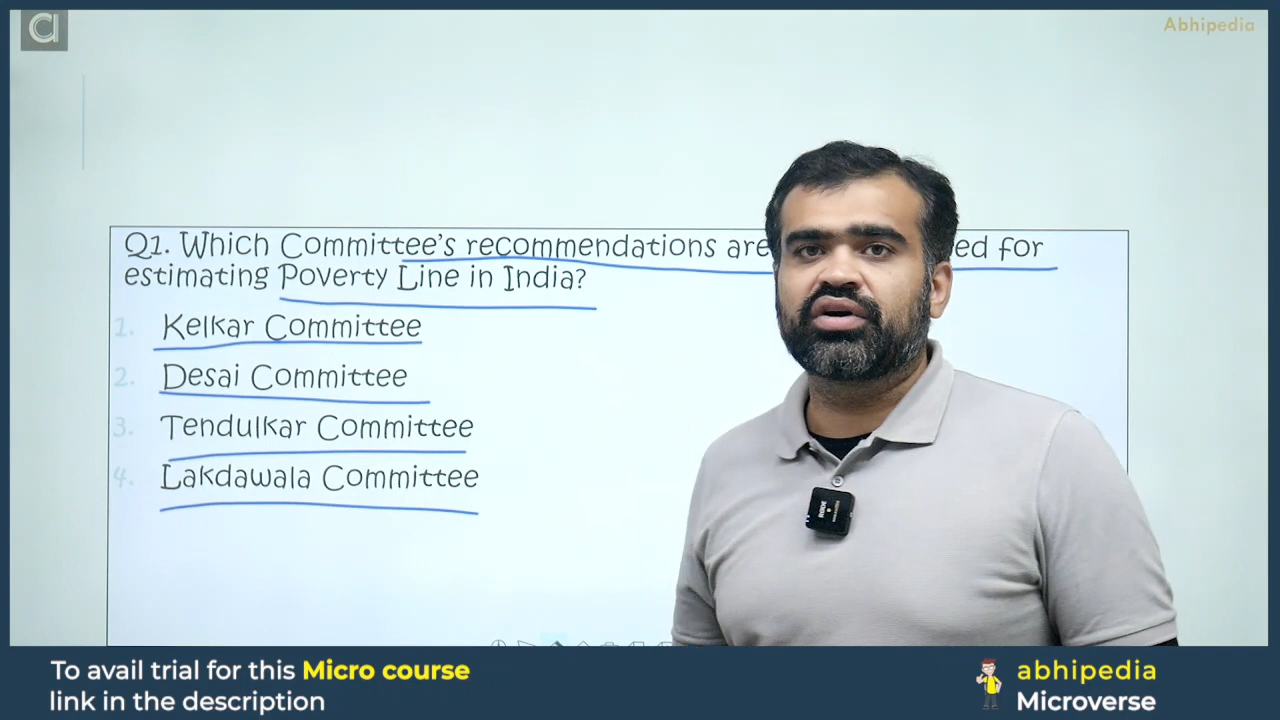 Abhipedia
Q1. Which Committee's recommendations are ed for
estimating Poverty Line in India?
1. Kelkar Committee
2. Desai Committee
3. Tendulkar Committee
4. Lakdawala Committee
RØDE
To avail trial for this Micro course
link in the description
abhipedia
Microverse